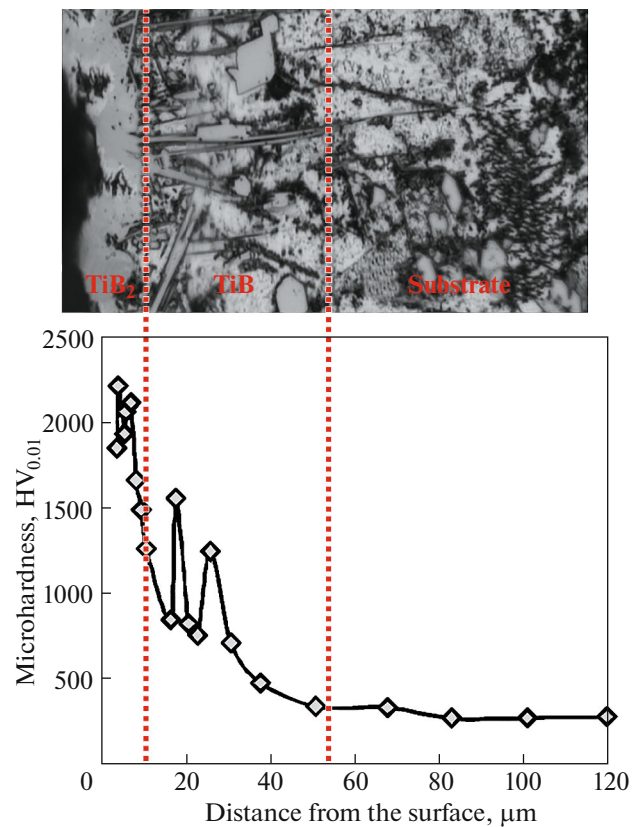 TiB₂ TiB Substrate
2500
2000
1500
1000
500
0 20 40 60 80 100 120
Microhardness, HV₀.₀₁
Distance from the surface, μm